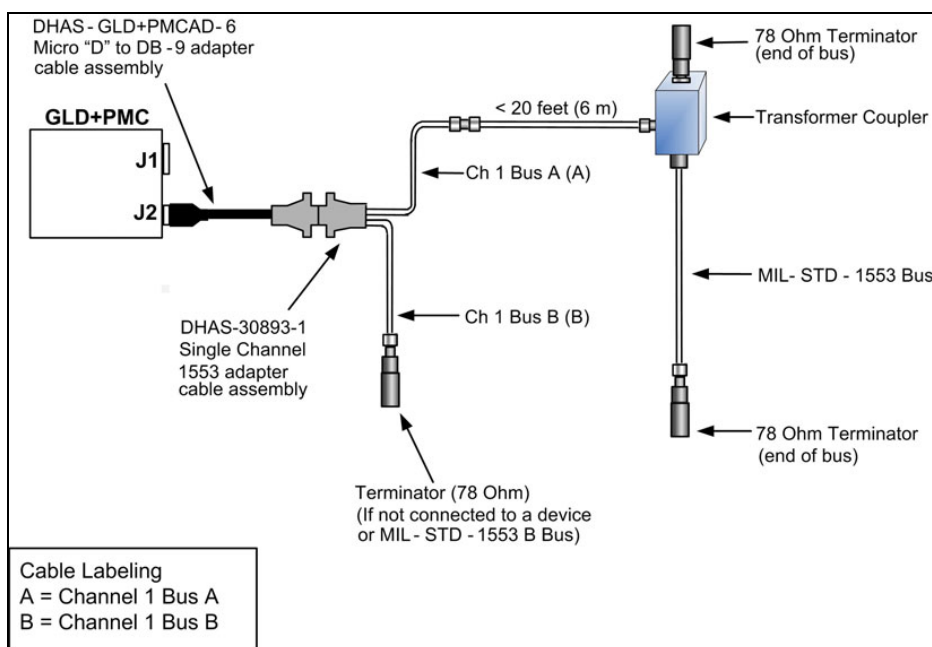 DHAS - GLD+PMCAD - 6
Micro “D” to DB - 9 adapter
cable assembly
GLD+PMC
J1
J2
< 20 feet (6 m)
78 Ohm Terminator
(end of bus)
Transformer Coupler
Ch 1 Bus A (A)
MIL- STD - 1553 Bus
Ch 1 Bus B (B)
DHAS-30893-1
Single Channel
1553 adapter
cable assembly
78 Ohm Terminator
(end of bus)
Terminator (78 Ohm)
(If not connected to a device
or MIL - STD - 1553 B Bus)
Cable Labeling
A = Channel 1 Bus A
B = Channel 1 Bus B